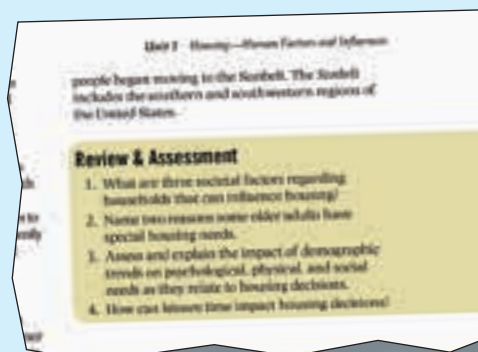 Unit 1 Housing—Human Factors and Influences
people began moving to the Sunbelt. The Sunbelt
includes the southern and southwestern regions of
the United States.
Review & Assessment
1. What are three societal factors regarding
households that can influence housing?
2. Name two reasons some older adults have
special housing needs.
3. Assess and explain the impact of demographic
trends on psychological, physical, and social
needs as they relate to housing decisions.
4. How can leisure time impact housing decisions?